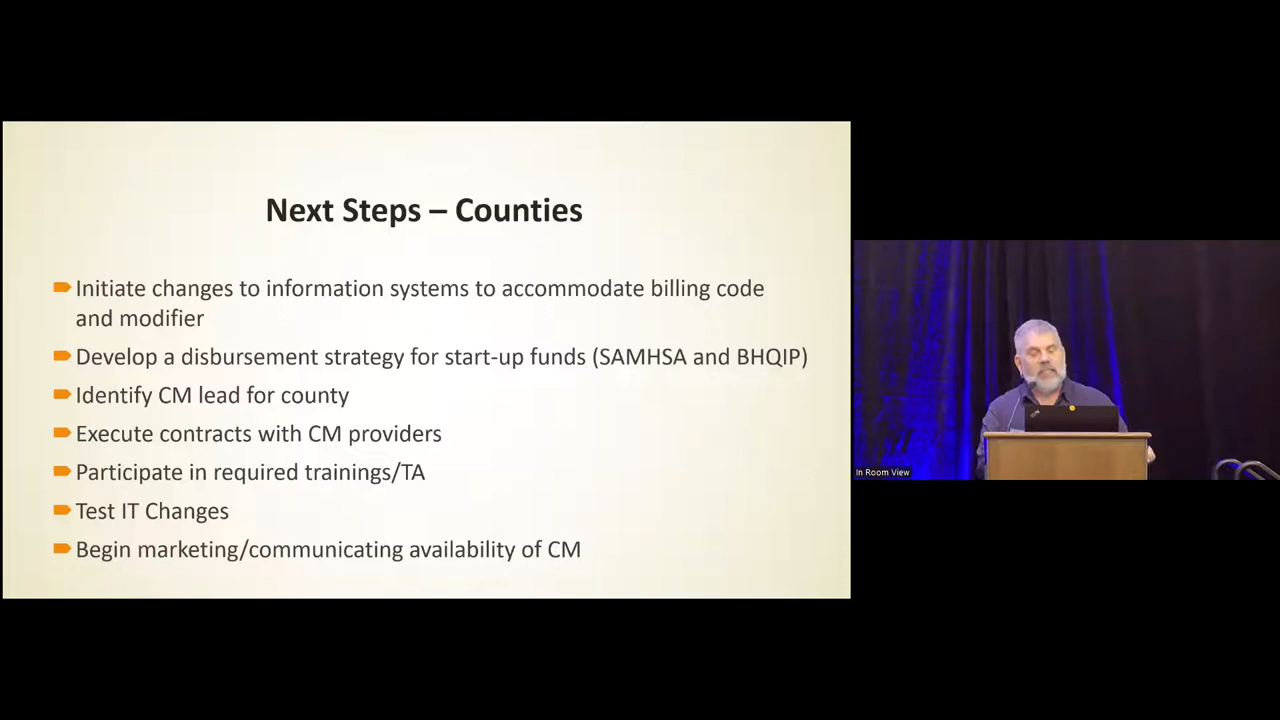 Next Steps – Counties
Initiate changes to information systems to accommodate billing code
and modifier
Develop a disbursement strategy for start-up funds (SAMHSA and BHQIP)
Identify CM lead for county
Execute contracts with CM providers
Participate in required trainings/TA
Test IT Changes
Begin marketing/communicating availability of CM
In Room View